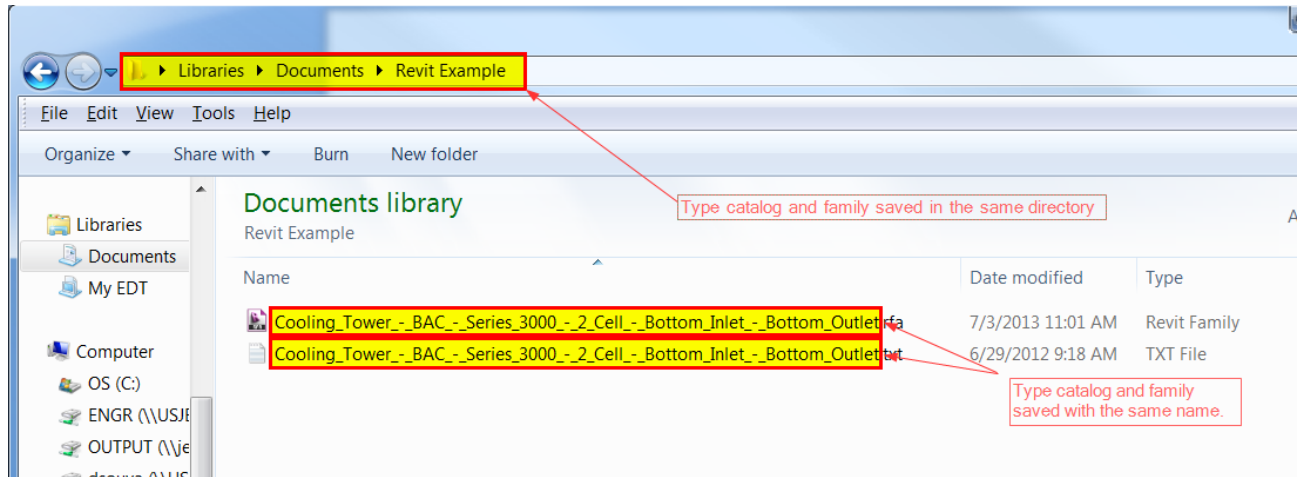 Libraries ▸ Documents ▸ Revit Example
File Edit View Tools Help
Organize Share with Burn New folder
Documents library
Revit Example
Type catalog and family saved in the same directory
A
Libraries
Documents
My EDT
Computer
OS (C:)
ENGR (\\USJE
OUTPUT (\\je
Name Date modified Type
Cooling_Tower_-_BAC_-_Series_3000_-_2_Cell_-_Bottom_Inlet_-_Bottom_Outlet.rfa 7/3/2013 11:01 AM Revit Family
Cooling_Tower_-_BAC_-_Series_3000_-_2_Cell_-_Bottom_Inlet_-_Bottom_Outlet.txt 6/29/2012 9:18 AM TXT File
Type catalog and family
saved with the same name.